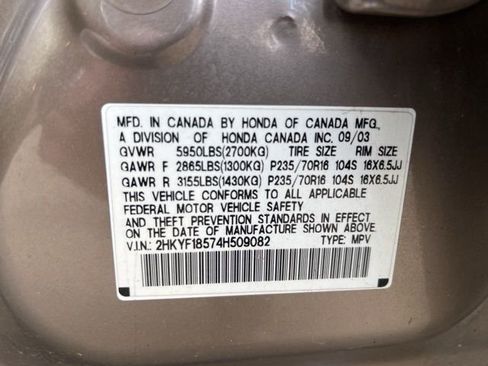 MFD. IN CANADA BY HONDA OF CANADA MFG.,
A DIVISION OF HONDA CANADA INC. 09/03
GVWR 5950LBS(2700KG) TIRE SIZE RIM SIZE
GAWR F 2865LBS(1300KG) P235/70R16 104S 16X6.5JJ
GAWR R 3155LBS(1430KG) P235/70R16 104S 16X6.5JJ
THIS VEHICLE CONFORMS TO ALL APPLICABLE
FEDERAL MOTOR VEHICLE SAFETY
AND THEFT PREVENTION STANDARDS IN EFFECT
ON THE DATE OF MANUFACTURE SHOWN ABOVE.
V.I.N.: 2HKYF18574H509082 TYPE: MPV